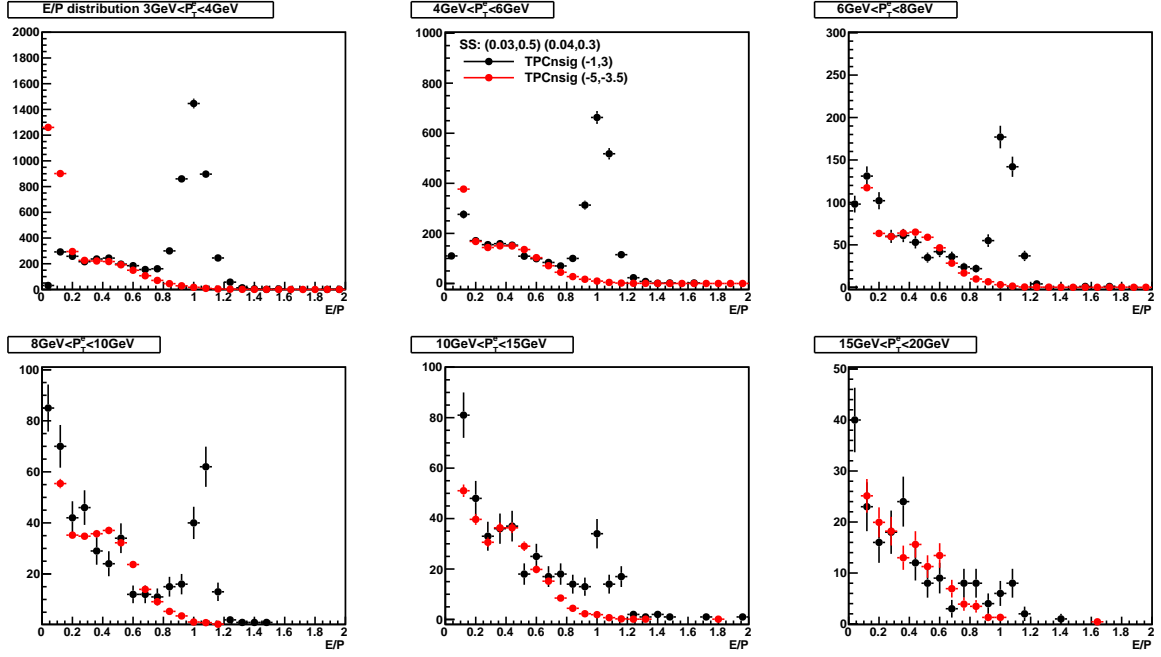 E/P distribution 3GeV<P_T^e<4GeV
2000
1800
1600
1400
1200
1000
800
600
400
200
0
0 0.2 0.4 0.6 0.8 1 1.2 1.4 1.6 1.8 2
E/P
4GeV<P_T^e<6GeV
SS: (0.03,0.5) (0.04,0.3)
TPCnsig (-1,3)
TPCnsig (-5,-3.5)
1000
800
600
400
200
0
0 0.2 0.4 0.6 0.8 1 1.2 1.4 1.6 1.8 2
E/P
6GeV<P_T^e<8GeV
300
250
200
150
100
50
0
0 0.2 0.4 0.6 0.8 1 1.2 1.4 1.6 1.8 2
E/P
8GeV<P_T^e<10GeV
100
80
60
40
20
0 0.2 0.4 0.6 0.8 1 1.2 1.4 1.6 1.8 2
E/P
10GeV<P_T^e<15GeV
100
80
60
40
20
0
0 0.2 0.4 0.6 0.8 1 1.2 1.4 1.6 1.8 2
E/P
15GeV<P_T^e<20GeV
50
40
30
20
10
0
0 0.2 0.4 0.6 0.8 1 1.2 1.4 1.6 1.8 2
E/P